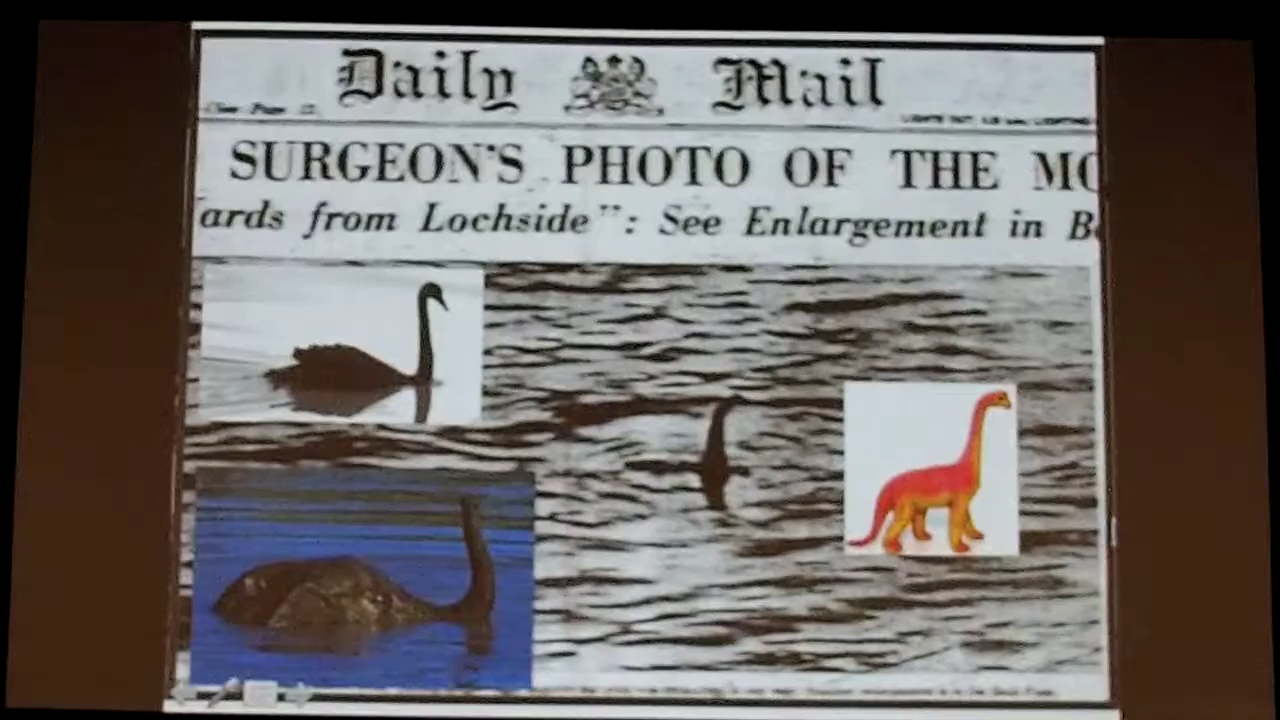 Daily Mail
SURGEON'S PHOTO OF THE MO
ards from Lochside": See Enlargement in B